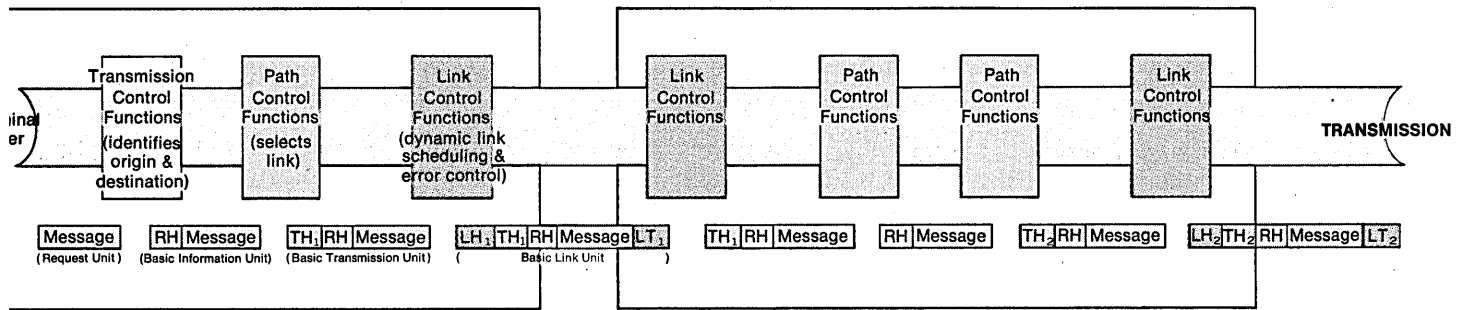 Transmission
Control
Functions
(identifies
origin &
destination)
Path
Control
Functions
(selects
link)
Link
Control
Functions
(dynamic link
scheduling &
error control)
Link
Control
Functions
Path
Control
Functions
Path
Control
Functions
Link
Control
Functions
TRANSMISSION
Message
(Request Unit)
RH Message
(Basic Information Unit)
TH₁ RH Message
(Basic Transmission Unit)
LH₁ TH₁ RH Message LT₁
( Basic Link Unit )
TH₁ RH Message
RH Message
TH₂ RH Message
LH₂ TH₂ RH Message LT₂